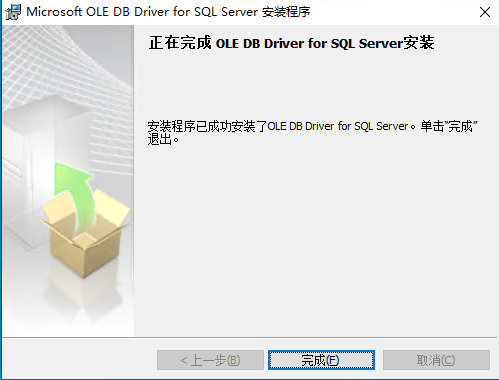 Microsoft OLE DB Driver for SQL Server 安装程序
正在完成 OLE DB Driver for SQL Server安装
安装程序已成功安装了OLE DB Driver for SQL Server。单击“完成”
退出。
< 上一步(B)
完成(F)
取消(C)